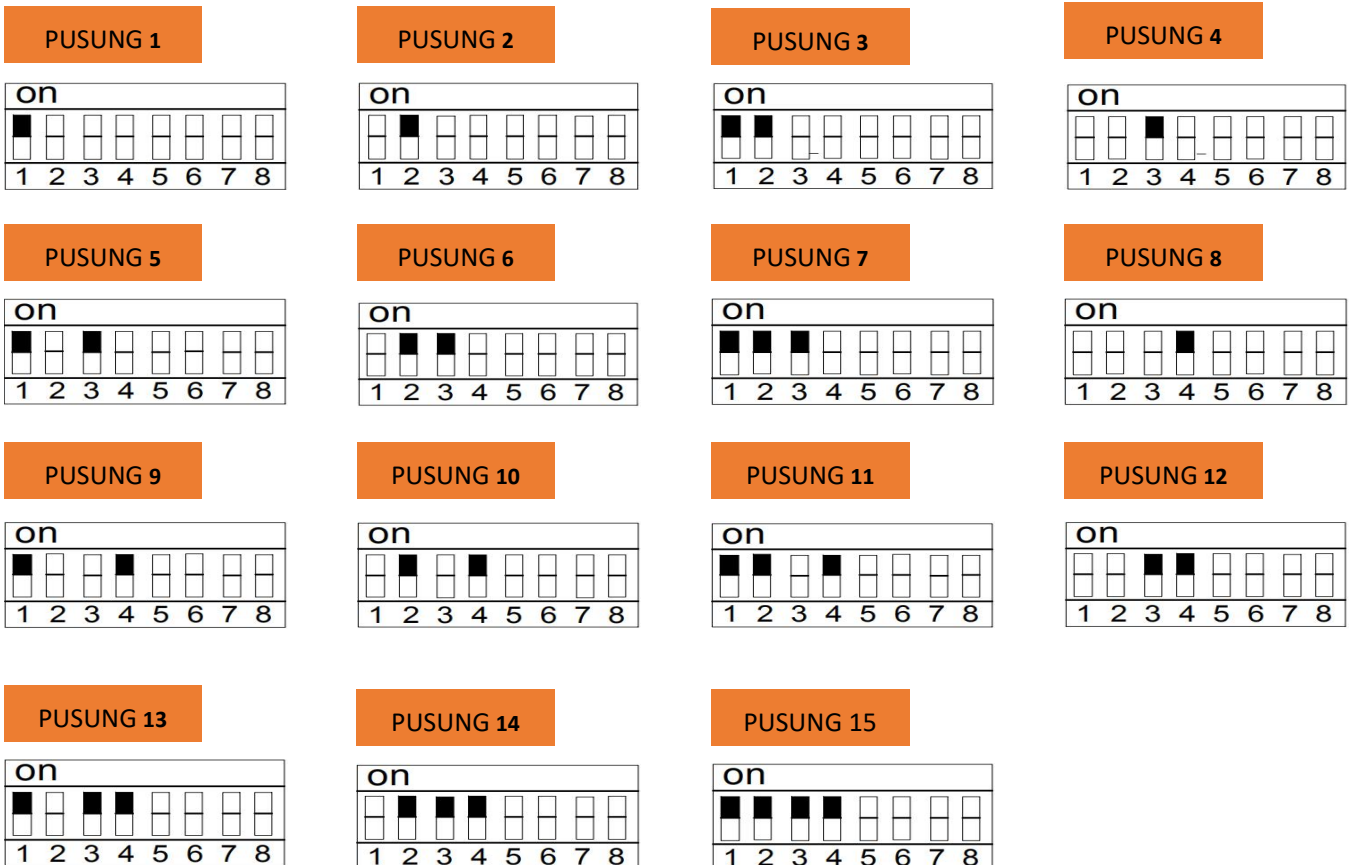 PUSUNG 1
PUSUNG 2
PUSUNG 3
PUSUNG 4
on
1 2 3 4 5 6 7 8
on
1 2 3 4 5 6 7 8
on
1 2 3 4 5 6 7 8
on
1 2 3 4 5 6 7 8
PUSUNG 5
PUSUNG 6
PUSUNG 7
PUSUNG 8
on
1 2 3 4 5 6 7 8
on
1 2 3 4 5 6 7 8
on
1 2 3 4 5 6 7 8
on
1 2 3 4 5 6 7 8
PUSUNG 9
PUSUNG 10
PUSUNG 11
PUSUNG 12
on
1 2 3 4 5 6 7 8
on
1 2 3 4 5 6 7 8
on
1 2 3 4 5 6 7 8
on
1 2 3 4 5 6 7 8
PUSUNG 13
PUSUNG 14
PUSUNG 15
on
1 2 3 4 5 6 7 8
on
1 2 3 4 5 6 7 8
on
1 2 3 4 5 6 7 8